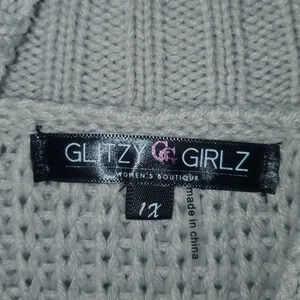 GLITZY GG GIRLZ
WOMEN'S BOUTIQUE
1X
made in china